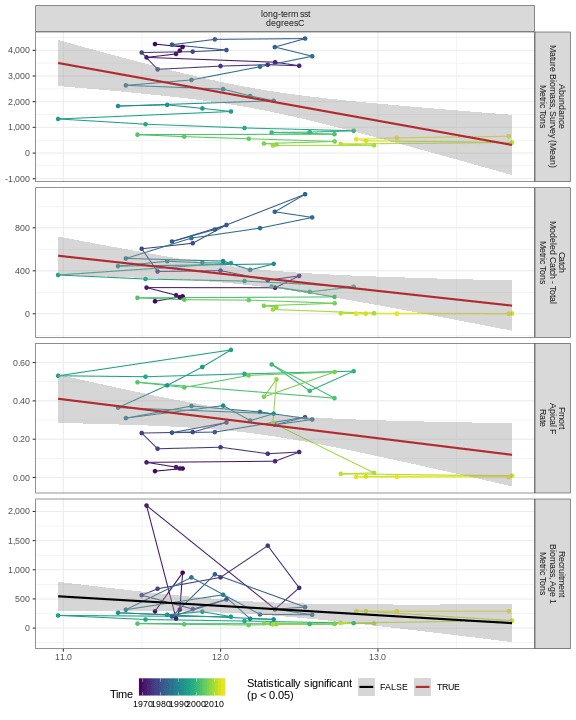 long-term sst
degreesC
4,000
3,000
2,000
1,000
0
-1,000
Abundance
Mature Biomass, Survey (Mean)
Metric Tons
800
400
0
Catch
Modeled Catch - Total
Metric Tons
0.60
0.40
0.20
0.00
Fmort
Apical F
Rate
2,000
1,500
1,000
500
0
Recruitment
Biomass, Age 1
Metric Tons
11.0
12.0
13.0
Time
1970
1980
1990
2000
2010
Statistically significant
(p < 0.05)
FALSE
TRUE